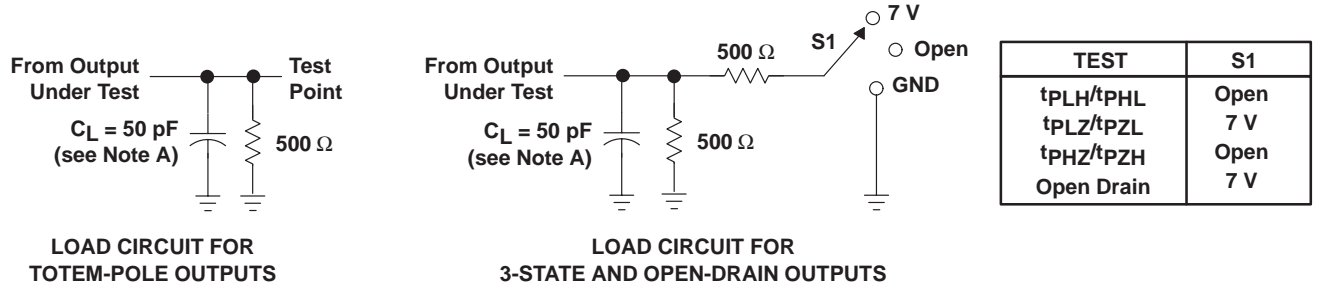 From Output
Under Test
Test
Point
CL = 50 pF
(see Note A)
500 Ω
LOAD CIRCUIT FOR
TOTEM-POLE OUTPUTS
From Output
Under Test
500 Ω
S1
7 V
Open
GND
CL = 50 pF
(see Note A)
500 Ω
LOAD CIRCUIT FOR
3-STATE AND OPEN-DRAIN OUTPUTS
TEST S1
tPLH/tPHL Open
tPLZ/tPZL 7 V
tPHZ/tPZH Open
Open Drain 7 V